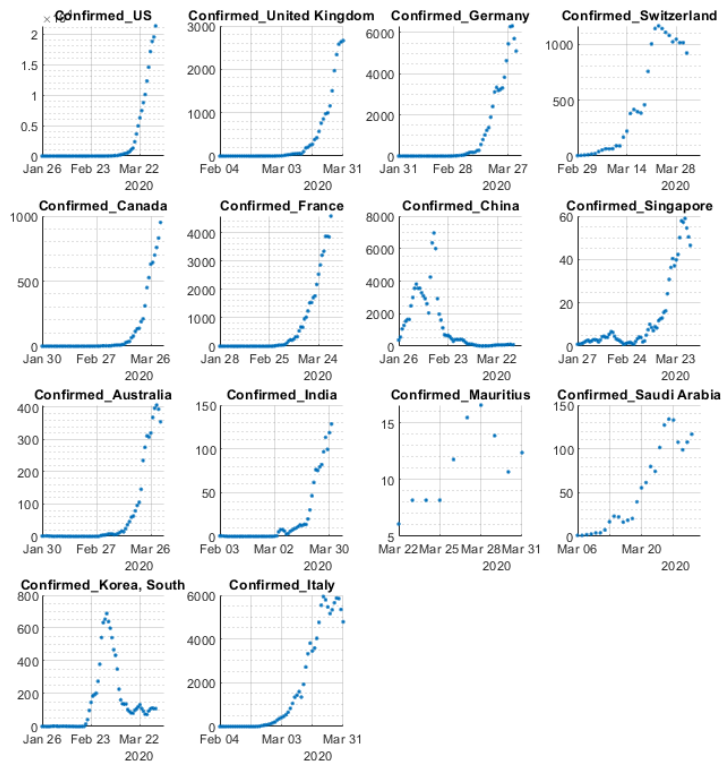 × 10
Confirmed_US
2
1.5
1
0.5
0
Jan 26 Feb 23 Mar 22
2020
Confirmed_United Kingdom
3000
2000
1000
0
Feb 04 Mar 03 Mar 31
2020
Confirmed_Germany
6000
4000
2000
0
Jan 31 Feb 28 Mar 27
2020
Confirmed_Switzerland
1000
500
0
Feb 29 Mar 14 Mar 28
2020
Confirmed_Canada
1000
500
0
Jan 30 Feb 27 Mar 26
2020
Confirmed_France
4000
3000
2000
1000
0
Jan 28 Feb 25 Mar 24
2020
Confirmed_China
8000
6000
4000
2000
0
Jan 26 Feb 23 Mar 22
2020
Confirmed_Singapore
60
40
20
0
Jan 27 Feb 24 Mar 23
2020
Confirmed_Australia
400
300
200
100
0
Jan 30 Feb 27 Mar 26
2020
Confirmed_India
150
100
50
0
Feb 03 Mar 02 Mar 30
2020
Confirmed_Mauritius
15
10
5
Mar 22 Mar 25 Mar 28 Mar 31
2020
Confirmed_Saudi Arabia
150
100
50
0
Mar 06 Mar 20
2020
Confirmed_Korea, South
800
600
400
200
0
Jan 26 Feb 23 Mar 22
2020
Confirmed_Italy
6000
4000
2000
0
Feb 04 Mar 03 Mar 31
2020